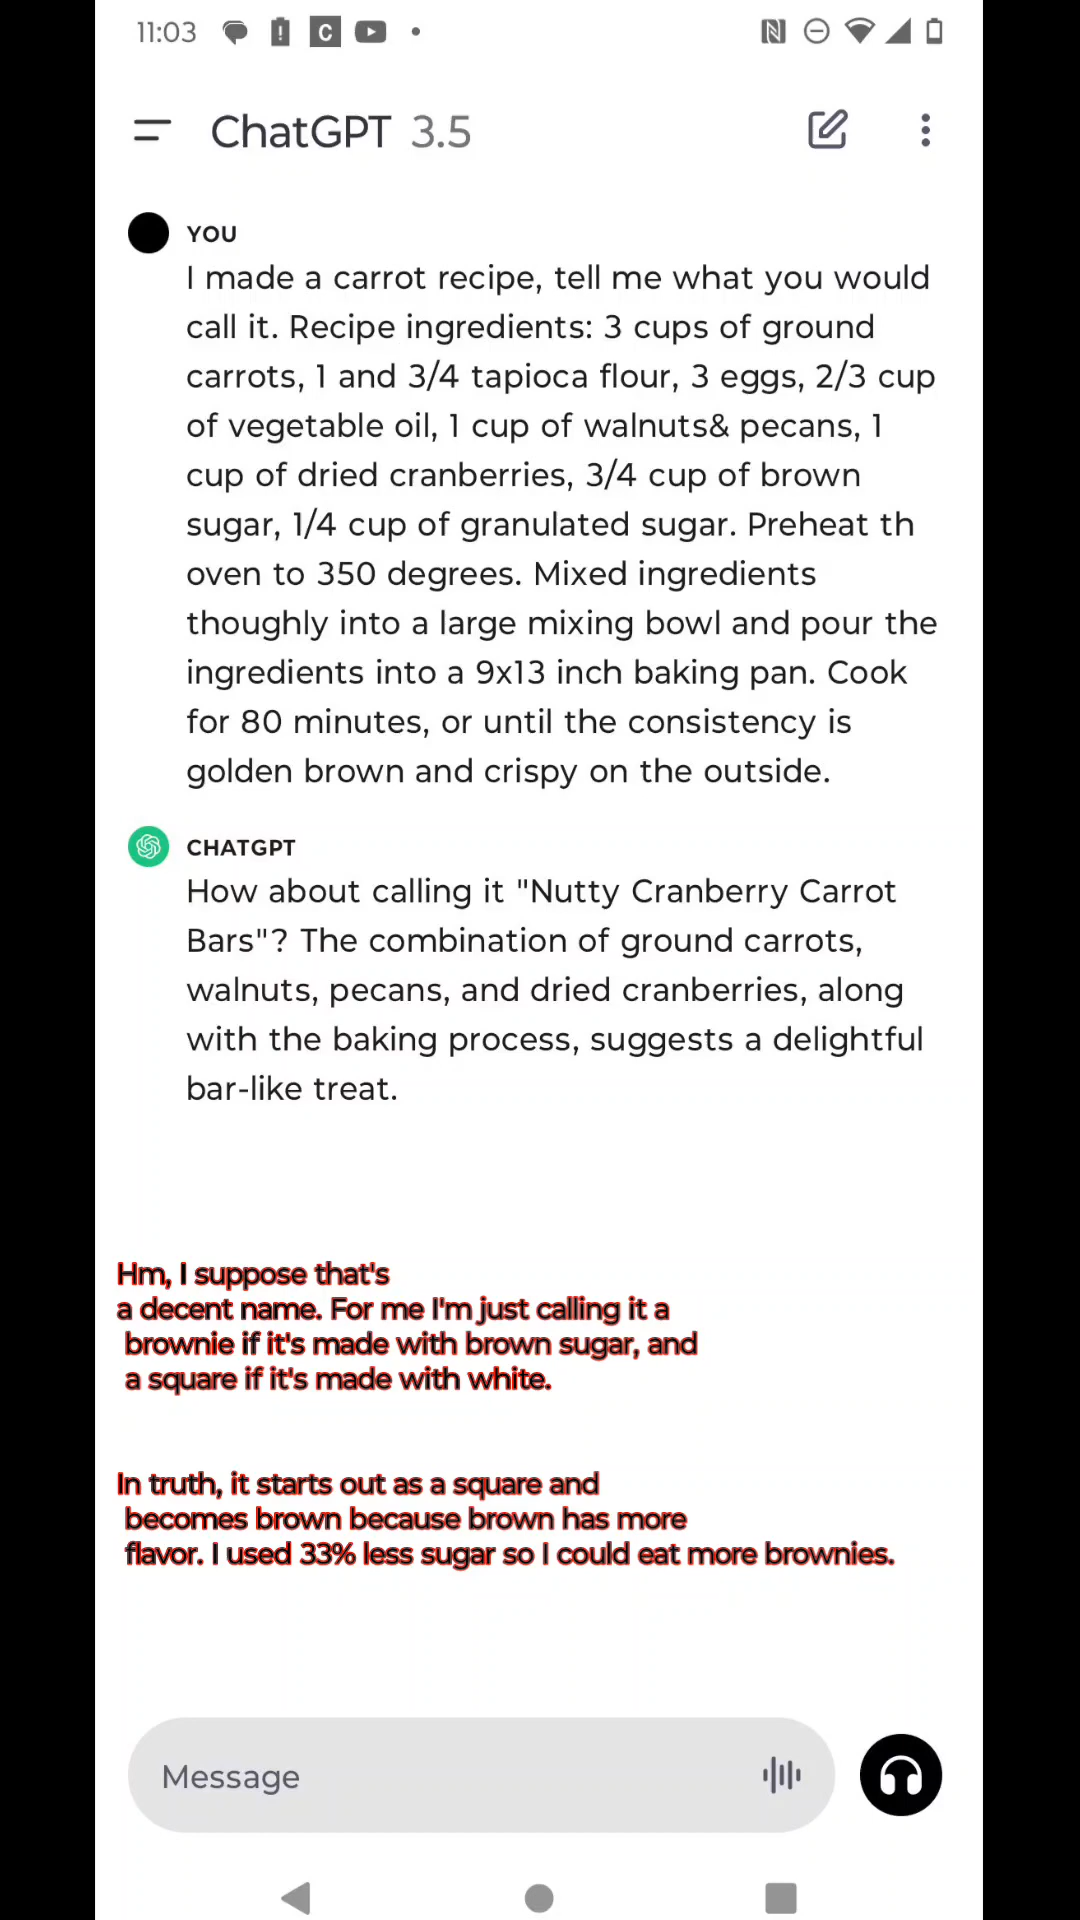 11:03
ChatGPT 3.5
YOU
I made a carrot recipe, tell me what you would
call it. Recipe ingredients: 3 cups of ground
carrots, 1 and 3/4 tapioca flour, 3 eggs, 2/3 cup
of vegetable oil, 1 cup of walnuts& pecans, 1
cup of dried cranberries, 3/4 cup of brown
sugar, 1/4 cup of granulated sugar. Preheat th
oven to 350 degrees. Mixed ingredients
thoughly into a large mixing bowl and pour the
ingredients into a 9x13 inch baking pan. Cook
for 80 minutes, or until the consistency is
golden brown and crispy on the outside.
CHATGPT
How about calling it "Nutty Cranberry Carrot
Bars"? The combination of ground carrots,
walnuts, pecans, and dried cranberries, along
with the baking process, suggests a delightful
bar-like treat.
Hm, I suppose that's
a decent name. For me I'm just calling it a
brownie if it's made with brown sugar, and
a square if it's made with white.
In truth, it starts out as a square and
becomes brown because brown has more
flavor. I used 33% less sugar so I could eat more brownies.
Message